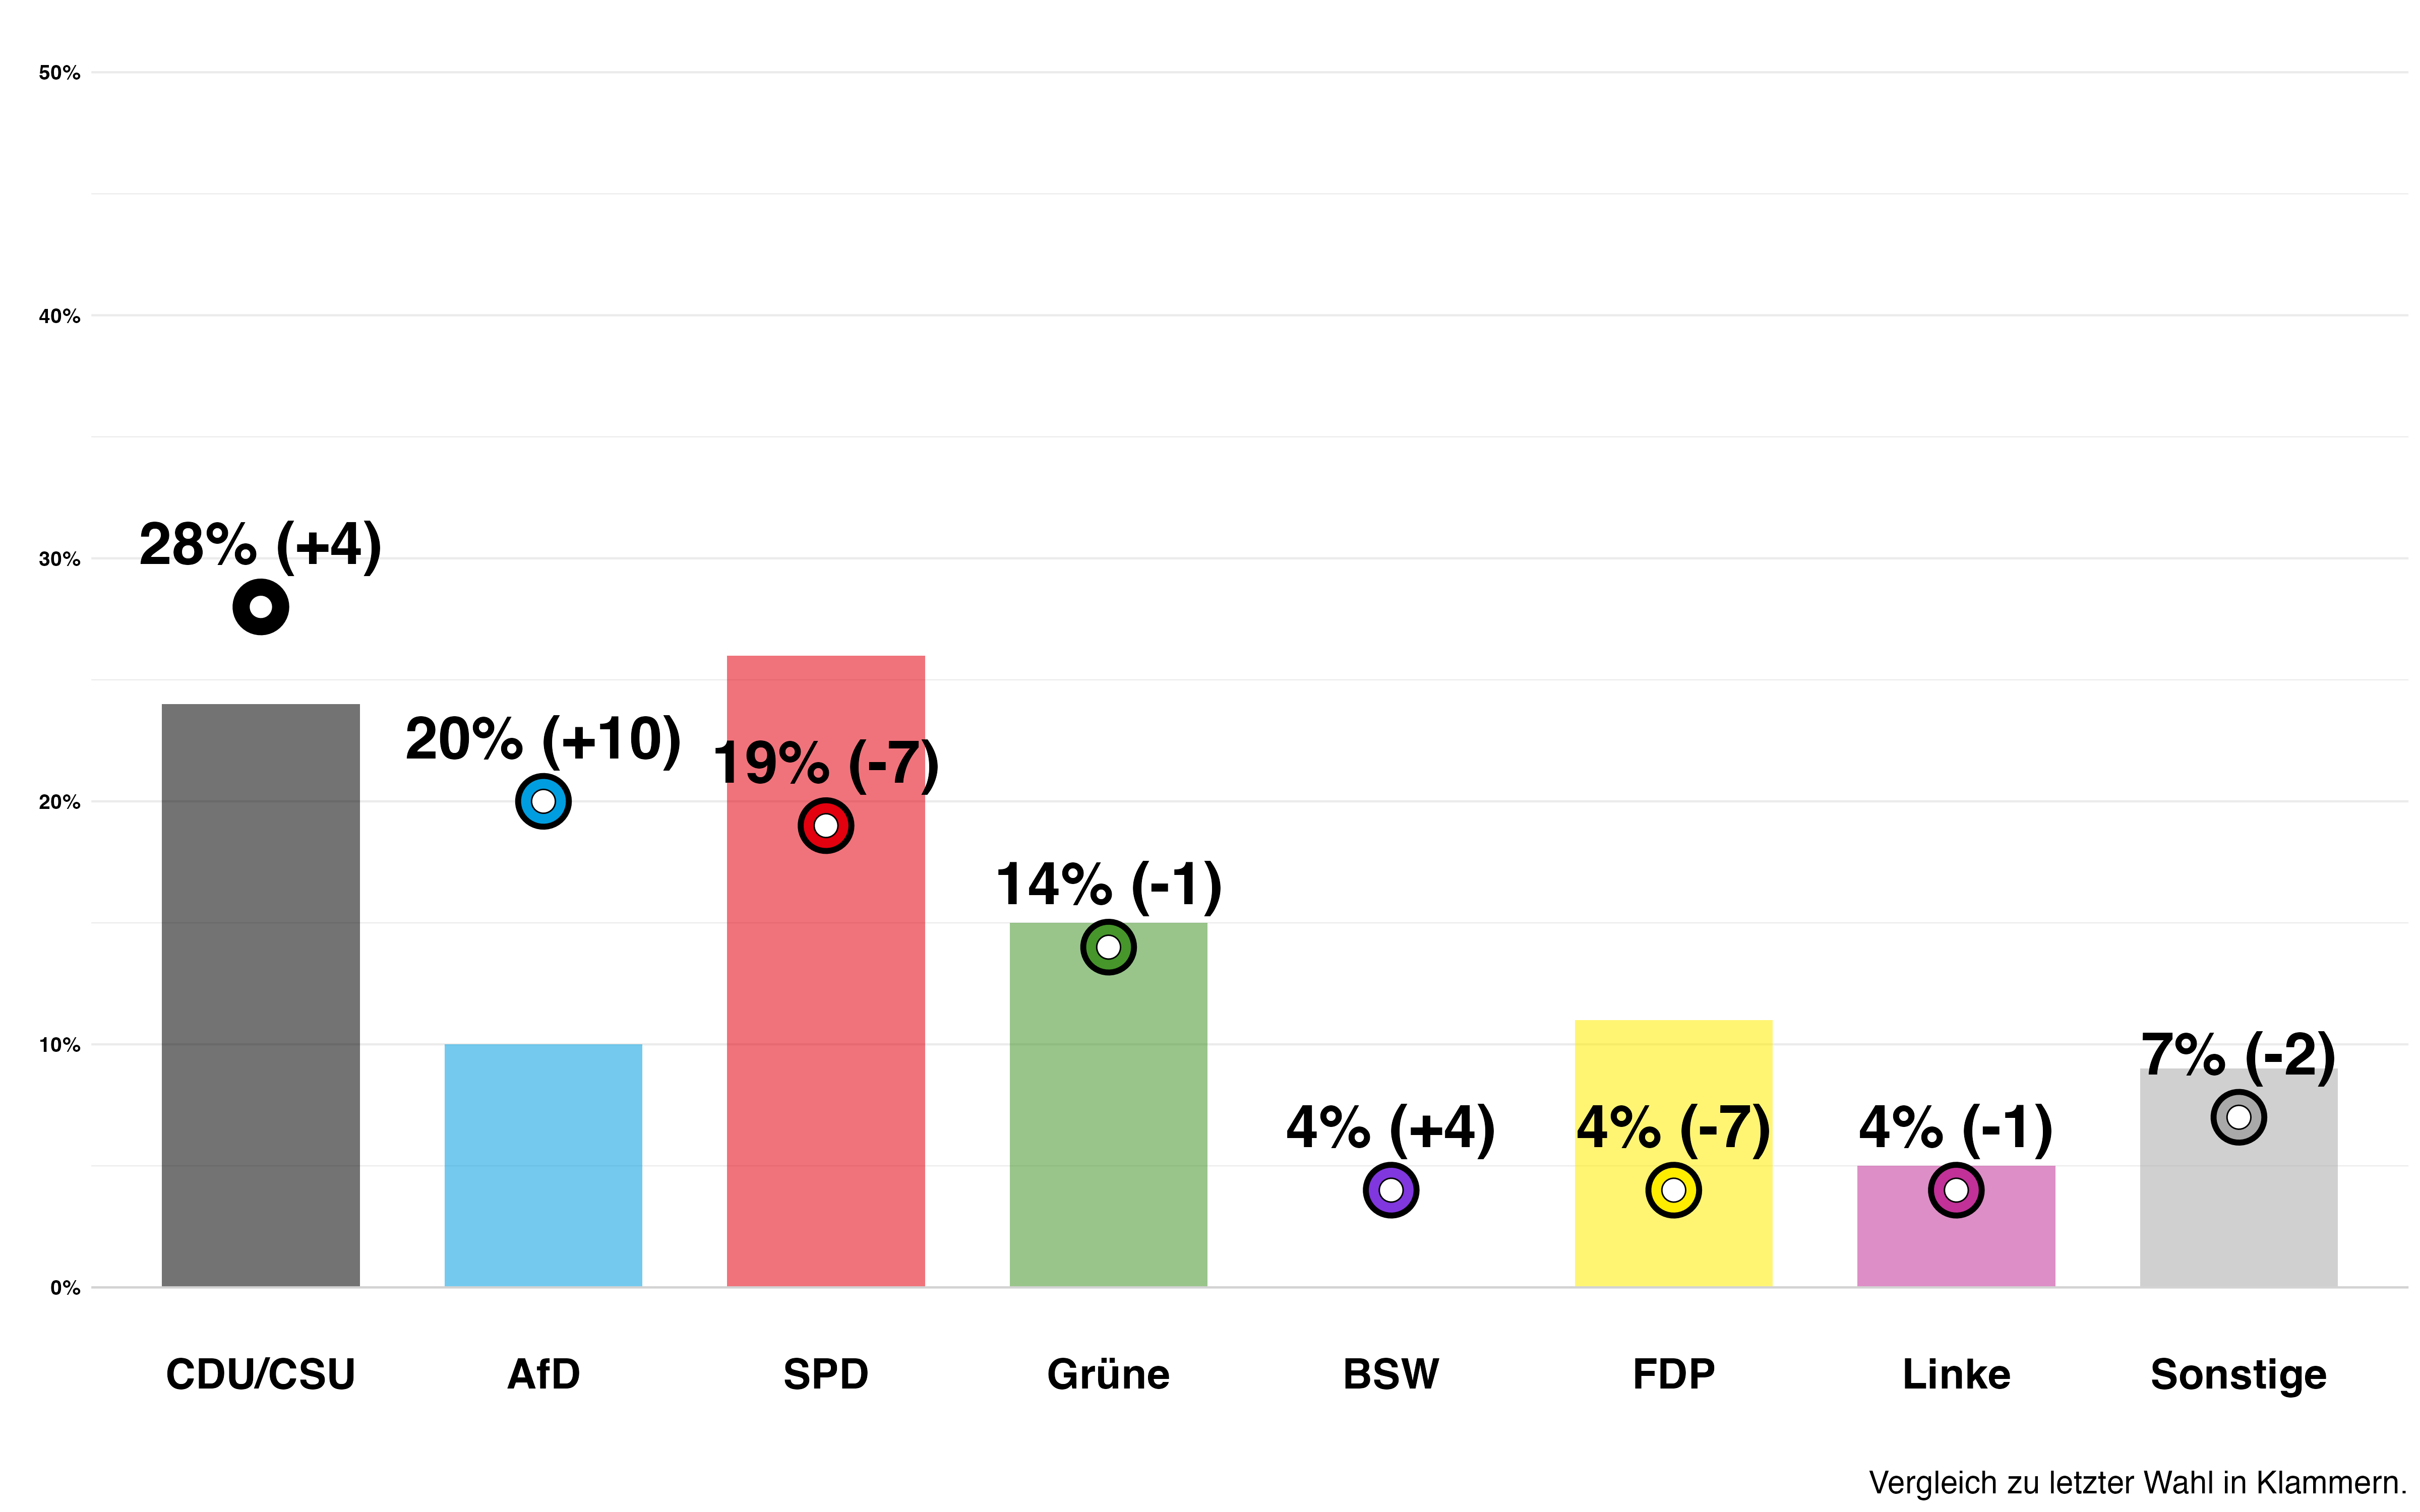 50%
40%
30%
20%
10%
0%
28% (+4)
20% (+10)
19% (-7)
14% (-1)
4% (+4)
4% (-7)
4% (-1)
7% (-2)
CDU/CSU
AfD
SPD
Grüne
BSW
FDP
Linke
Sonstige
Vergleich zu letzter Wahl in Klammern.